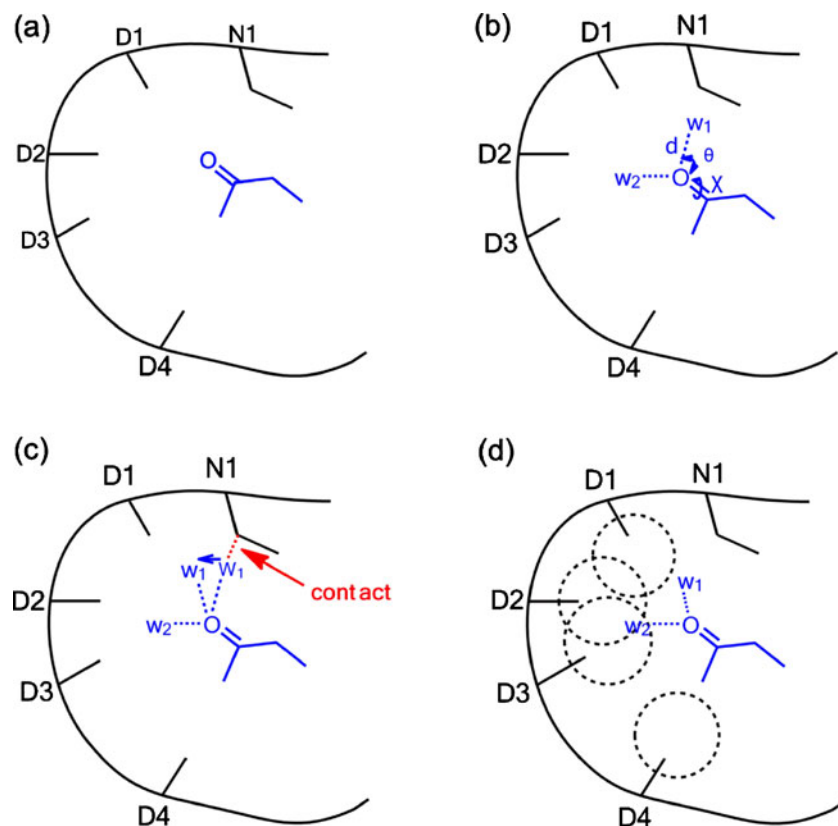 (a)
D1
N1
D2
O
D3
D4
(b)
N1
D1
w1
D2
d
θ
w2
O
χ
D3
D4
(c)
N1
D1
w1
W1
contact
D2
w2
O
D3
D4
(d)
D1
N1
w1
D2
w2
O
D3
D4